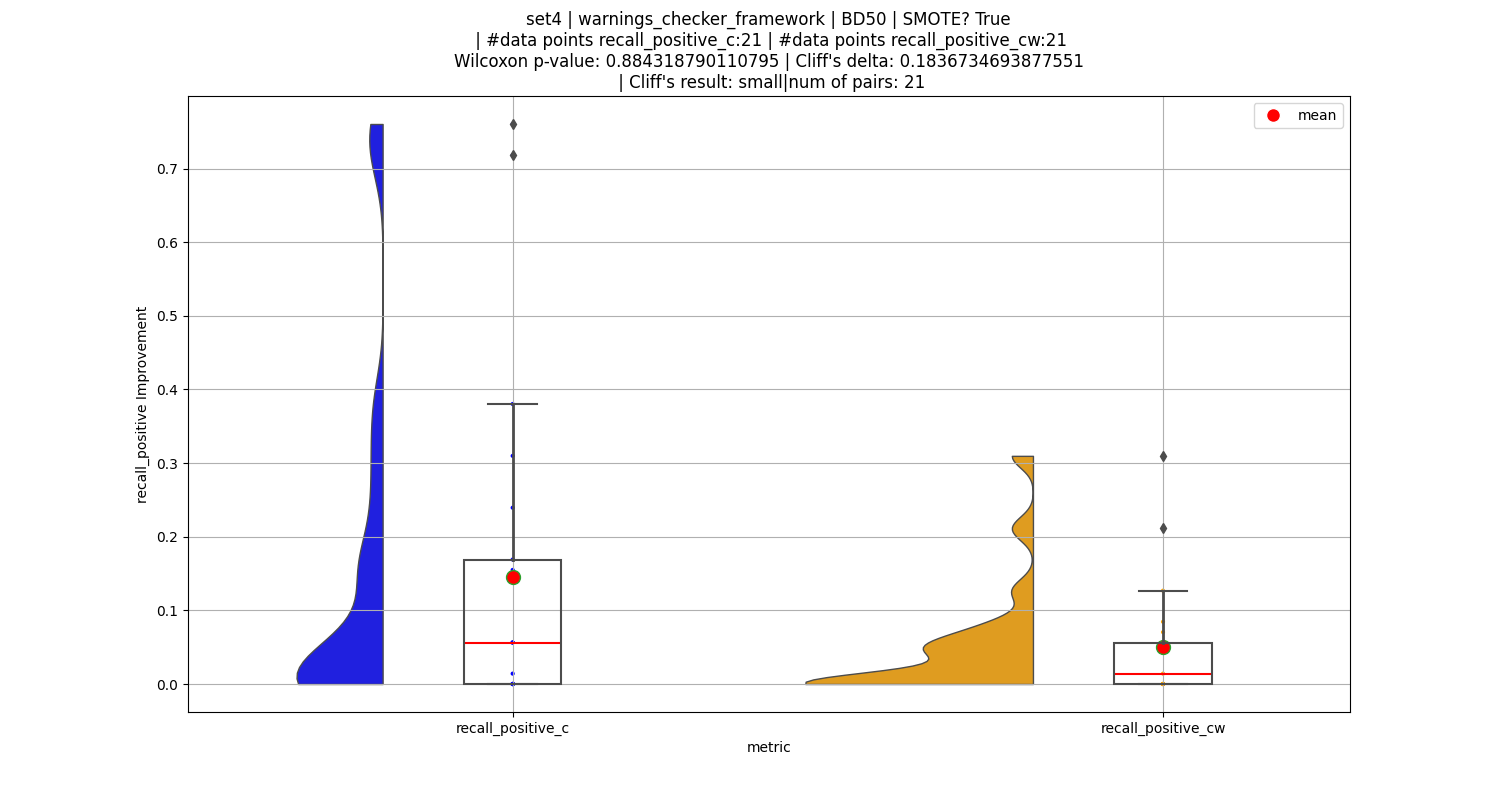 set4 | warnings_checker_framework | BD50 | SMOTE? True
| #data points recall_positive_c:21 | #data points recall_positive_cw:21
Wilcoxon p-value: 0.884318790110795 | Cliff's delta: 0.1836734693877551
| Cliff's result: small|num of pairs: 21
mean
0.7
0.6
0.5
0.4
0.3
0.2
0.1
0.0
recall_positive Improvement
recall_positive_c
recall_positive_cw
metric